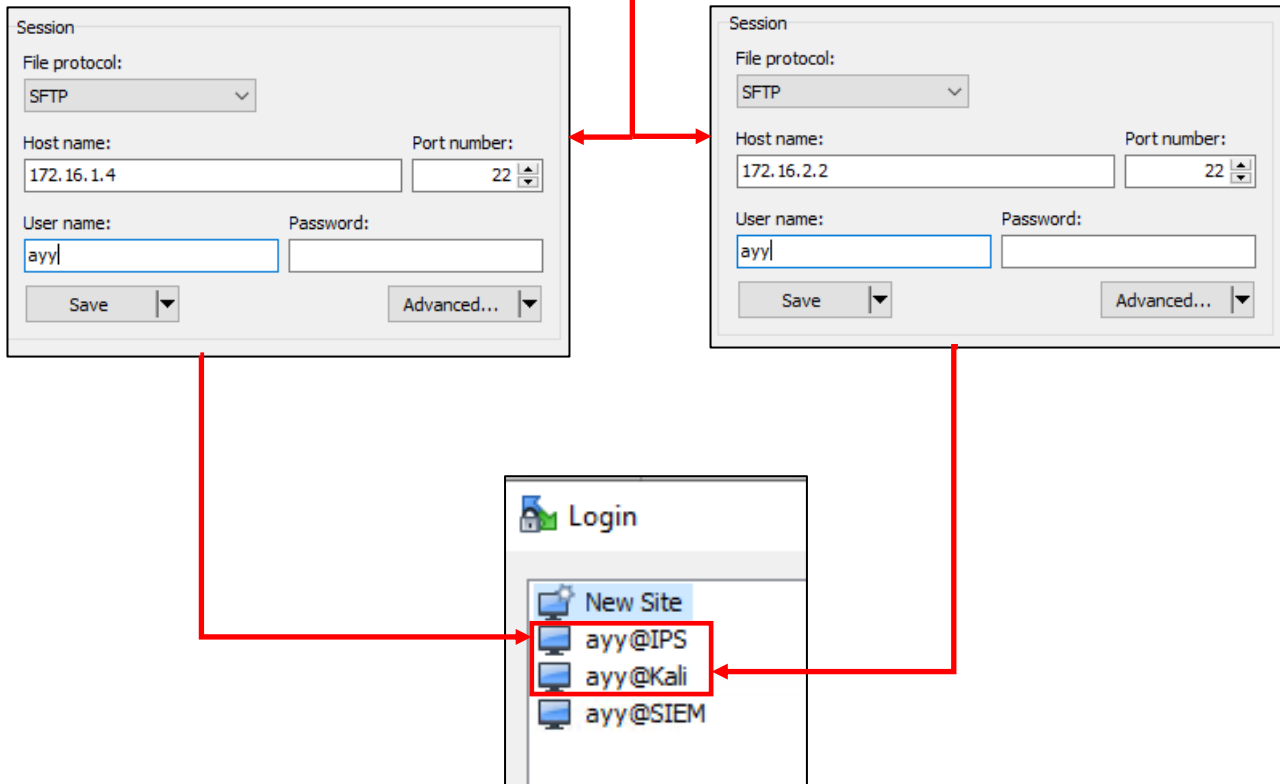 Session
File protocol:
SFTP
Host name: Port number:
172.16.1.4 22
User name: Password:
ayy
Save Advanced...
Session
File protocol:
SFTP
Host name: Port number:
172.16.2.2 22
User name: Password:
ayy
Save Advanced...
Login
New Site
ayy@IPS
ayy@Kali
ayy@SIEM